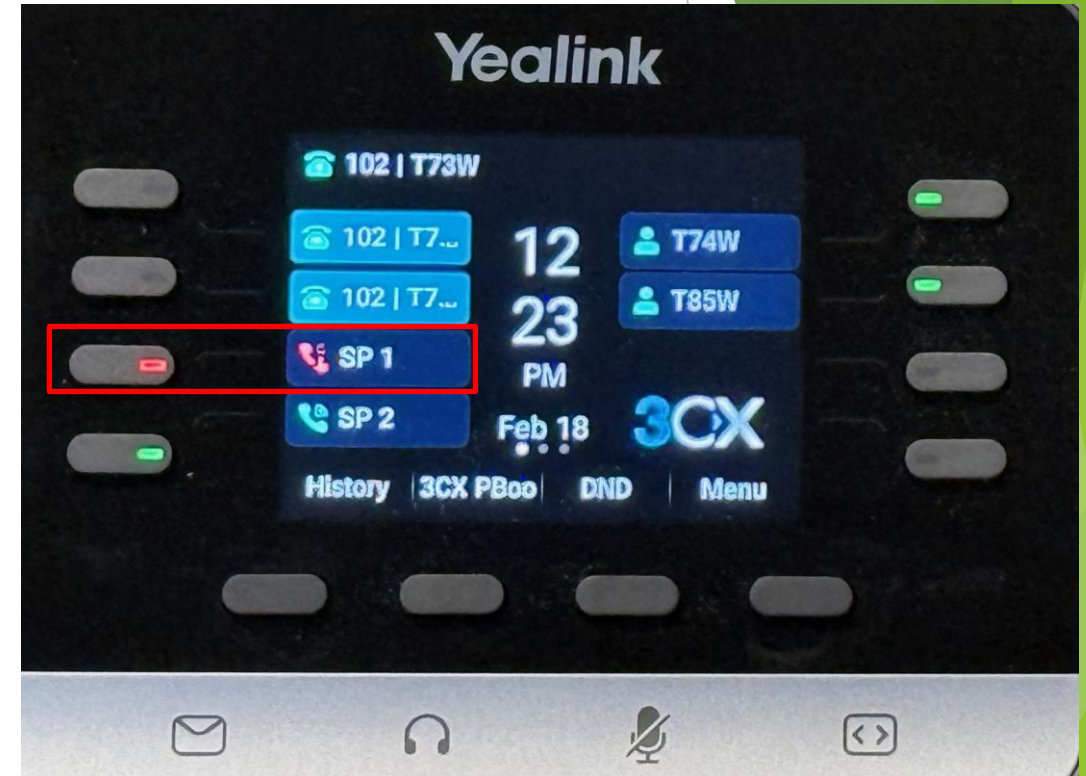 Yealink
102 | T73W
102 | T7...
102 | T7...
SP 1
SP 2
12
23
PM
Feb 18
T74W
T85W
3CX
History
3CX PBoo
DND
Menu